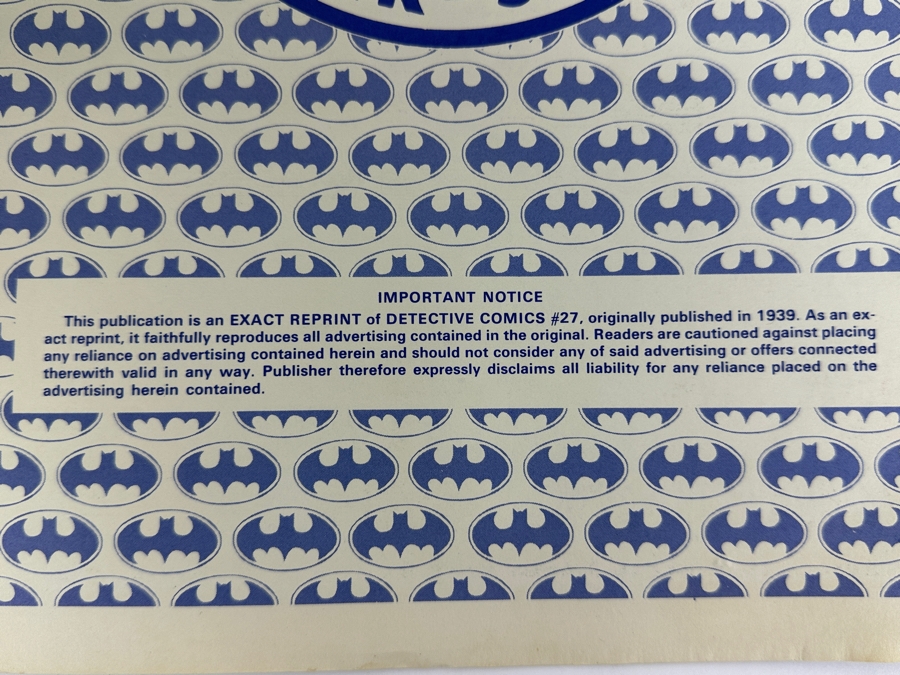 IMPORTANT NOTICE
This publication is an EXACT REPRINT of DETECTIVE COMICS #27, originally published in 1939. As an ex-
act reprint, it faithfully reproduces all advertising contained in the original. Readers are cautioned against placing
any reliance on advertising contained herein and should not consider any of said advertising or offers connected
therewith valid in any way. Publisher therefore expressly disclaims all liability for any reliance placed on the
advertising herein contained.